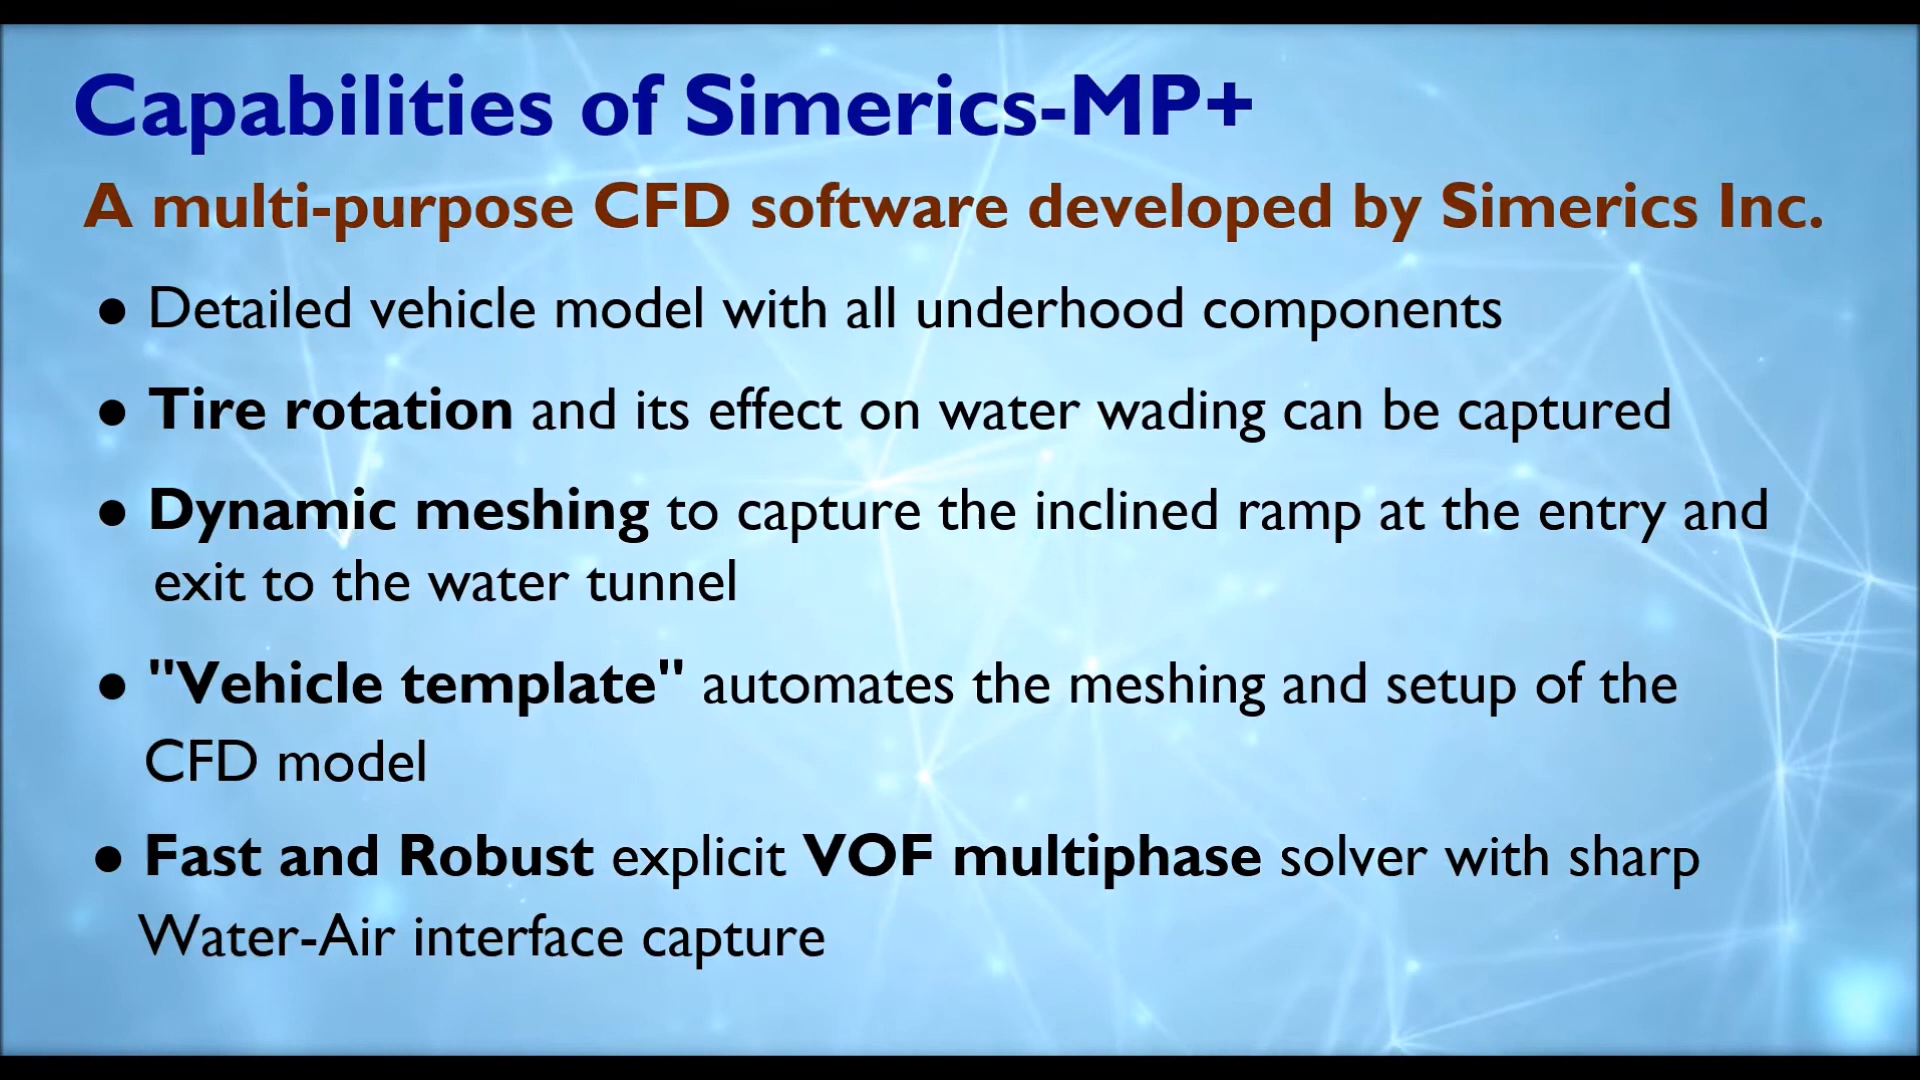 Capabilities of Simerics-MP+
A multi-purpose CFD software developed by Simerics Inc.
● Detailed vehicle model with all underhood components
● Tire rotation and its effect on water wading can be captured
● Dynamic meshing to capture the inclined ramp at the entry and
exit to the water tunnel
● "Vehicle template" automates the meshing and setup of the
CFD model
● Fast and Robust explicit VOF multiphase solver with sharp
Water-Air interface capture